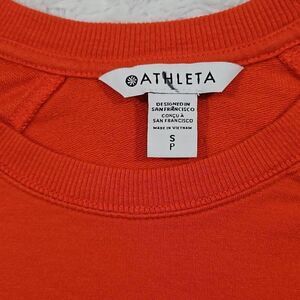 ATHLETA
DESIGNED IN
SAN FRANCISCO
CONÇU À
SAN FRANCISCO
MADE IN VIETNAM
S
P